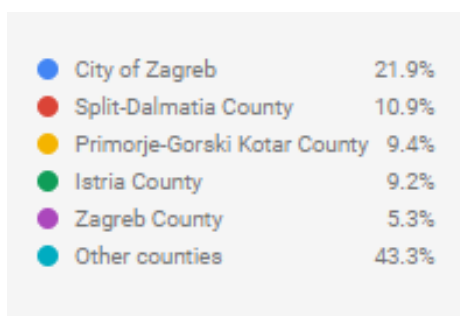 City of Zagreb 21.9%
Split-Dalmatia County 10.9%
Primorje-Gorski Kotar County 9.4%
Istria County 9.2%
Zagreb County 5.3%
Other counties 43.3%